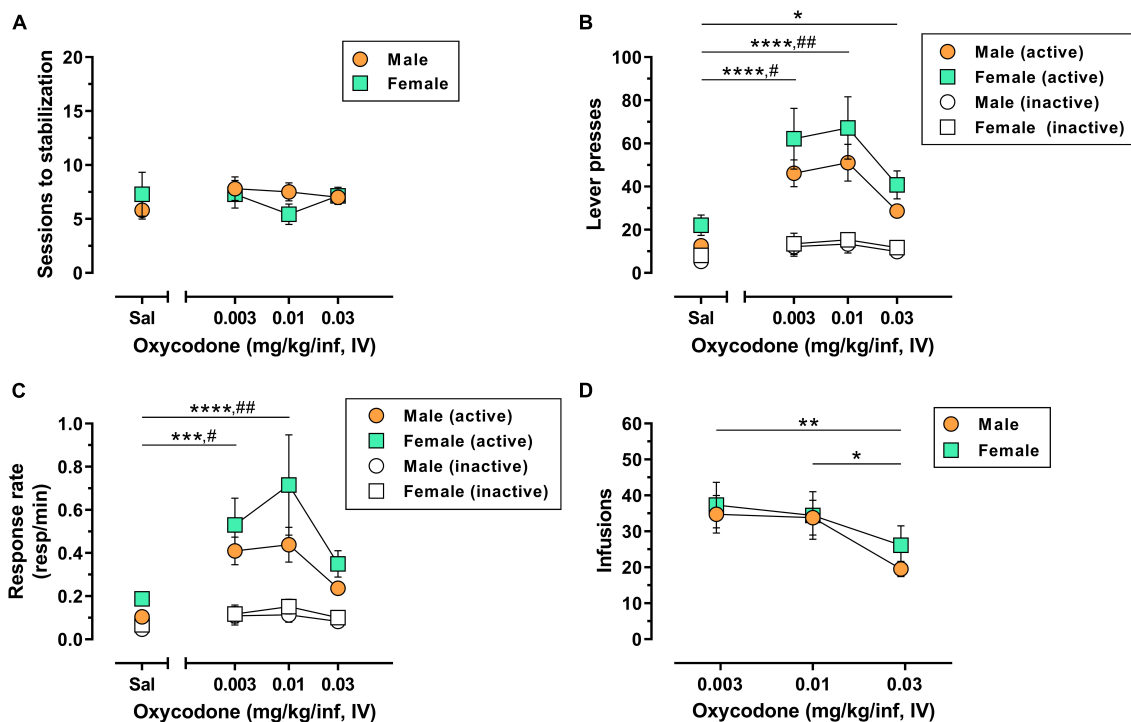 A
Sessions to stabilization
20
15
10
5
0
Sal
0.003
0.01
0.03
Oxycodone (mg/kg/inf, IV)
Male
Female
B
Lever presses
100
80
60
40
20
0
*
****,##
****,#
Sal
0.003
0.01
0.03
Oxycodone (mg/kg/inf, IV)
Male (active)
Female (active)
Male (inactive)
Female (inactive)
C
Response rate
(resp/min)
1.0
0.8
0.6
0.4
0.2
0.0
****,##
***,#
Sal
0.003
0.01
0.03
Oxycodone (mg/kg/inf, IV)
Male (active)
Female (active)
Male (inactive)
Female (inactive)
D
Infusions
60
50
40
30
20
10
0
**
*
0.003
0.01
0.03
Oxycodone (mg/kg/inf, IV)
Male
Female